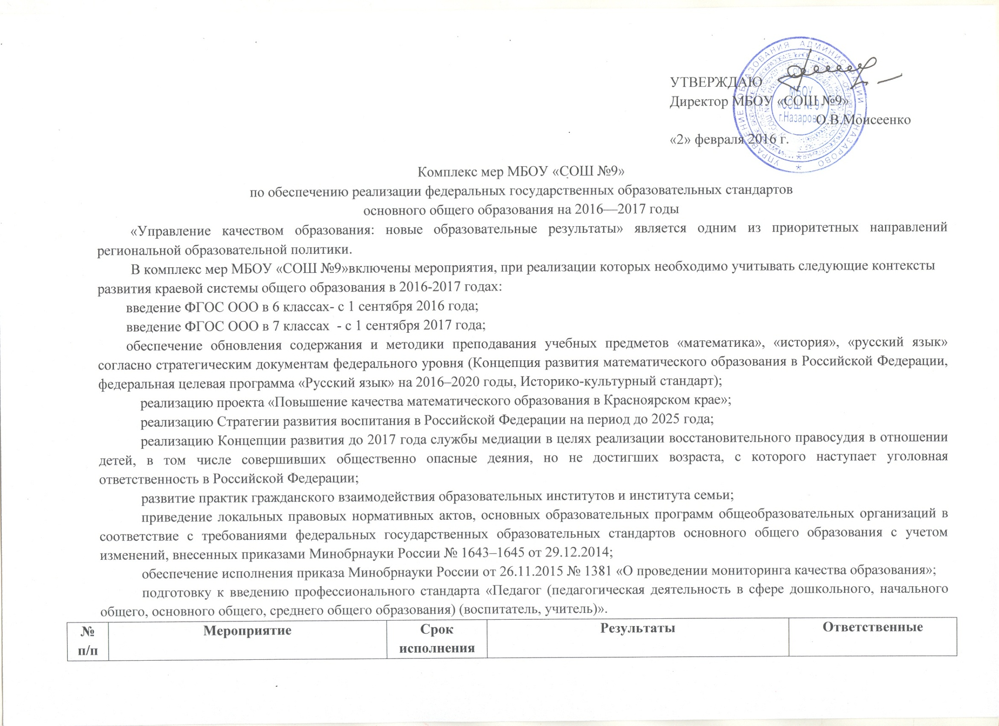 УТВЕРЖДАЮ
Директор МБОУ «СОШ №9»
О.В.Моисеенко
«2» февраля 2016 г.
УПРАВЛЕНИЕ ОБРАЗОВАНИЯ АДМИНИСТРАЦИИ г.НАЗАРОВО
МБОУ
«СОШ № 9»
г.Назарово
Комплекс мер МБОУ «СОШ №9»
по обеспечению реализации федеральных государственных образовательных стандартов
основного общего образования на 2016—2017 годы
«Управление качеством образования: новые образовательные результаты» является одним из приоритетных направлений
региональной образовательной политики.
В комплекс мер МБОУ «СОШ №9»включены мероприятия, при реализации которых необходимо учитывать следующие контексты
развития краевой системы общего образования в 2016-2017 годах:
введение ФГОС ООО в 6 классах- с 1 сентября 2016 года;
введение ФГОС ООО в 7 классах - с 1 сентября 2017 года;
обеспечение обновления содержания и методики преподавания учебных предметов «математика», «история», «русский язык»
согласно стратегическим документам федерального уровня (Концепция развития математического образования в Российской Федерации,
федеральная целевая программа «Русский язык» на 2016–2020 годы, Историко-культурный стандарт);
реализацию проекта «Повышение качества математического образования в Красноярском крае»;
реализацию Стратегии развития воспитания в Российской Федерации на период до 2025 года;
реализацию Концепции развития до 2017 года службы медиации в целях реализации восстановительного правосудия в отношении
детей, в том числе совершивших общественно опасные деяния, но не достигших возраста, с которого наступает уголовная
ответственность в Российской Федерации;
развитие практик гражданского взаимодействия образовательных институтов и института семьи;
приведение локальных правовых нормативных актов, основных образовательных программ общеобразовательных организаций в
соответствие с требованиями федеральных государственных образовательных стандартов основного общего образования с учетом
изменений, внесенных приказами Минобрнауки России № 1643–1645 от 29.12.2014;
обеспечение исполнения приказа Минобрнауки России от 26.11.2015 № 1381 «О проведении мониторинга качества образования»;
подготовку к введению профессионального стандарта «Педагог (педагогическая деятельность в сфере дошкольного, начального
общего, основного общего, среднего общего образования) (воспитатель, учитель)».
№ п/п
Мероприятие
Срок исполнения
Результаты
Ответственные